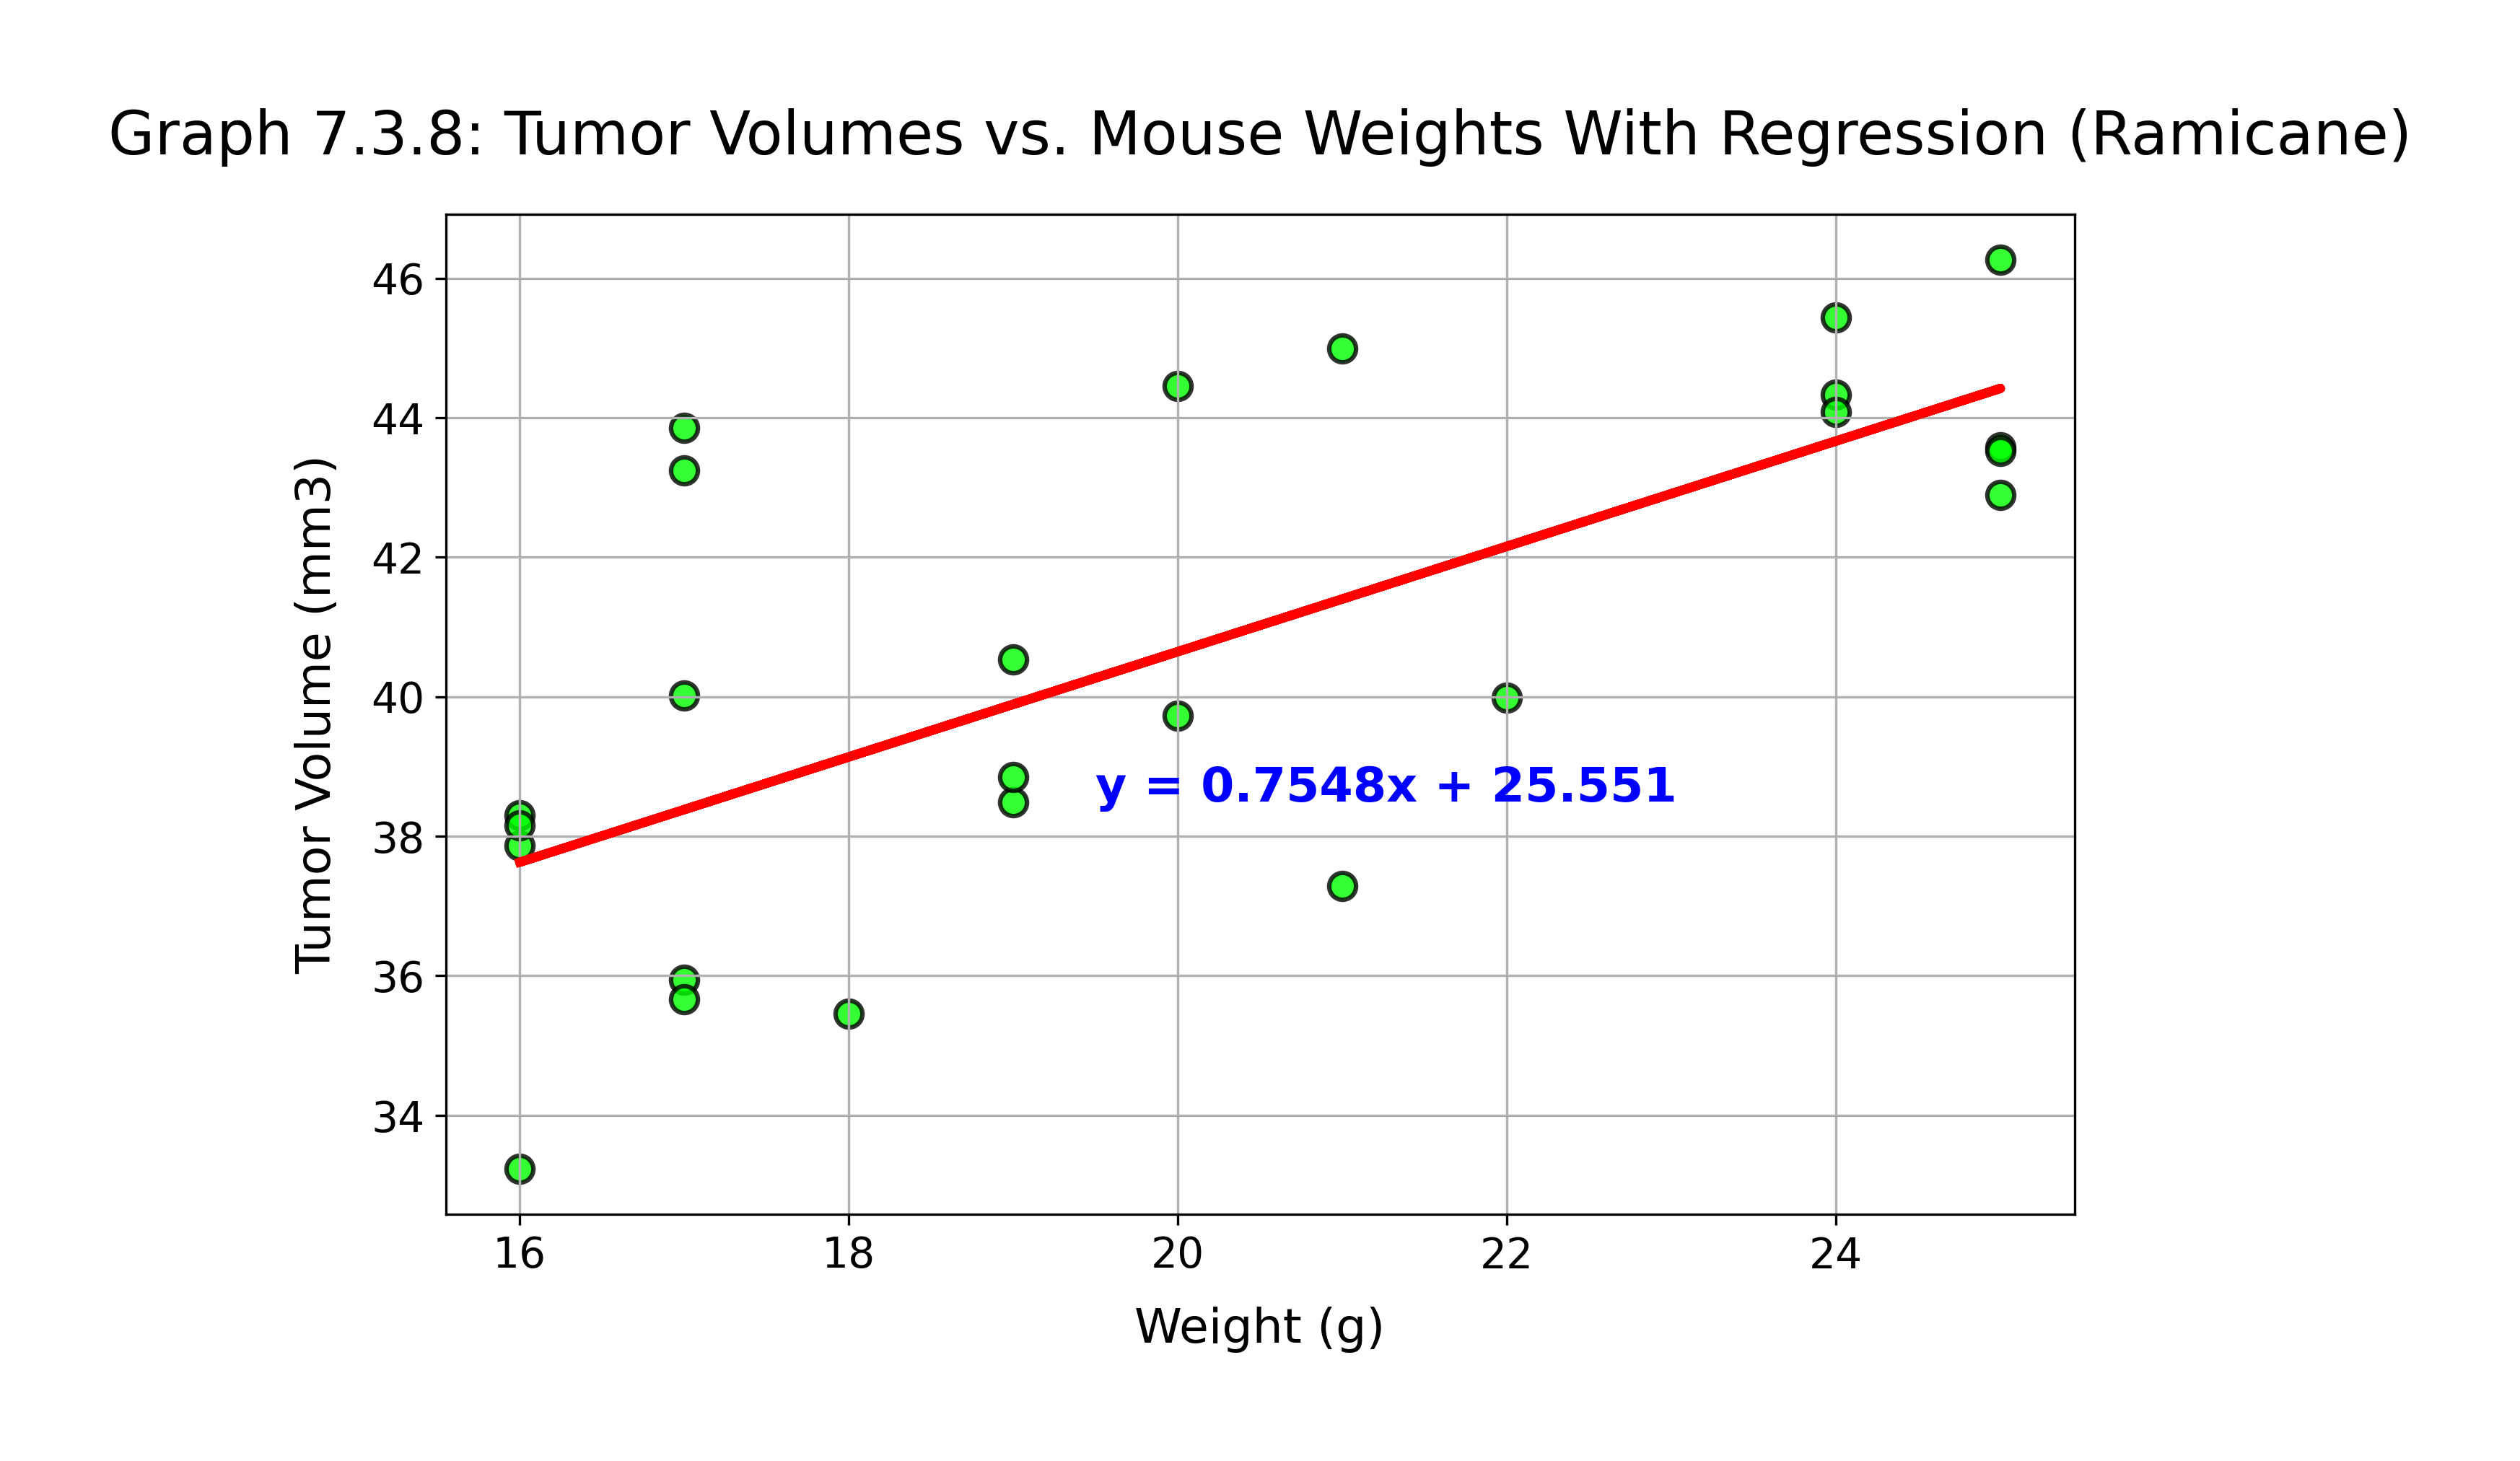 Graph 7.3.8: Tumor Volumes vs. Mouse Weights With Regression (Ramicane)
Tumor Volume (mm3)
46
44
42
40
38
36
34
y = 0.7548x + 25.551
16 18 20 22 24
Weight (g)